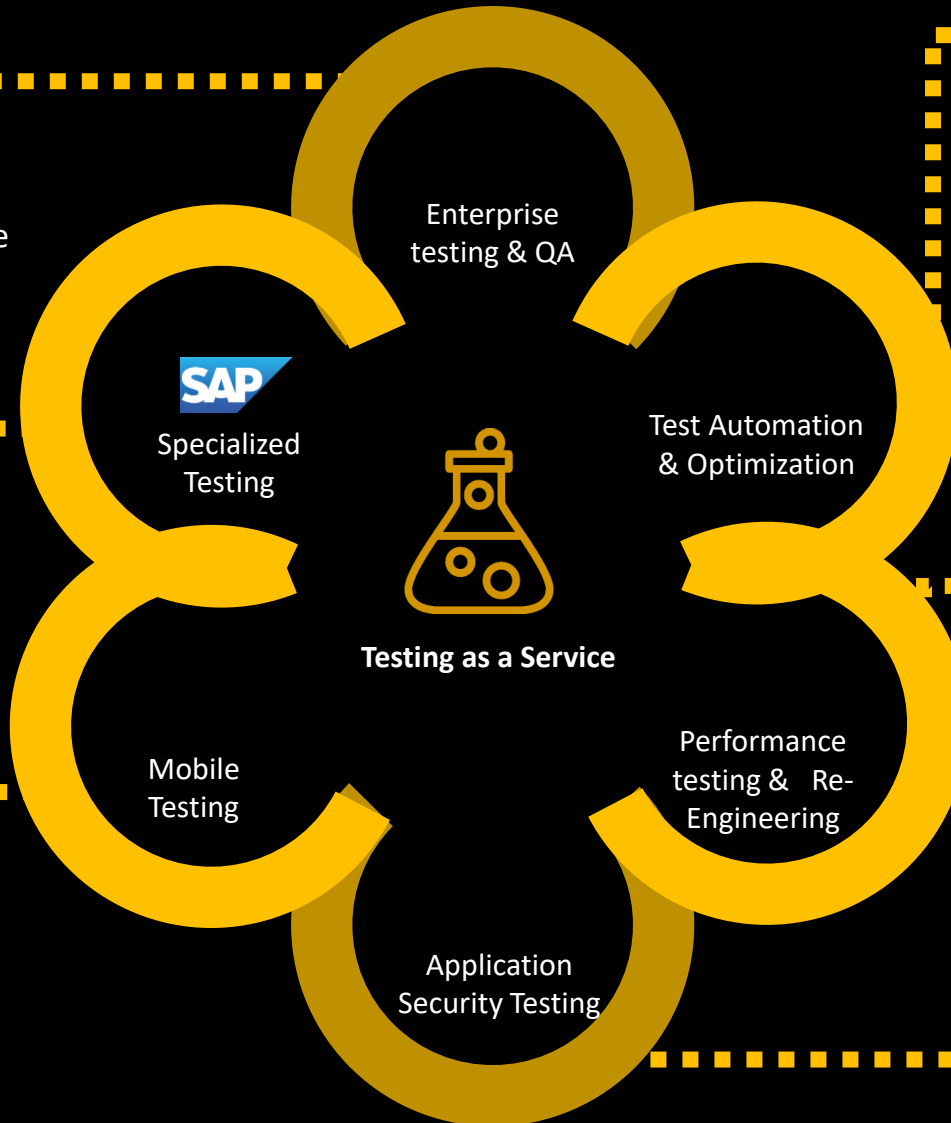 Enterprise
testing & QA
e
SAP
Specialized
Testing
Test Automation
& Optimization
Testing as a Service
Mobile
Testing
Performance
testing & Re-
Engineering
Application
Security Testing